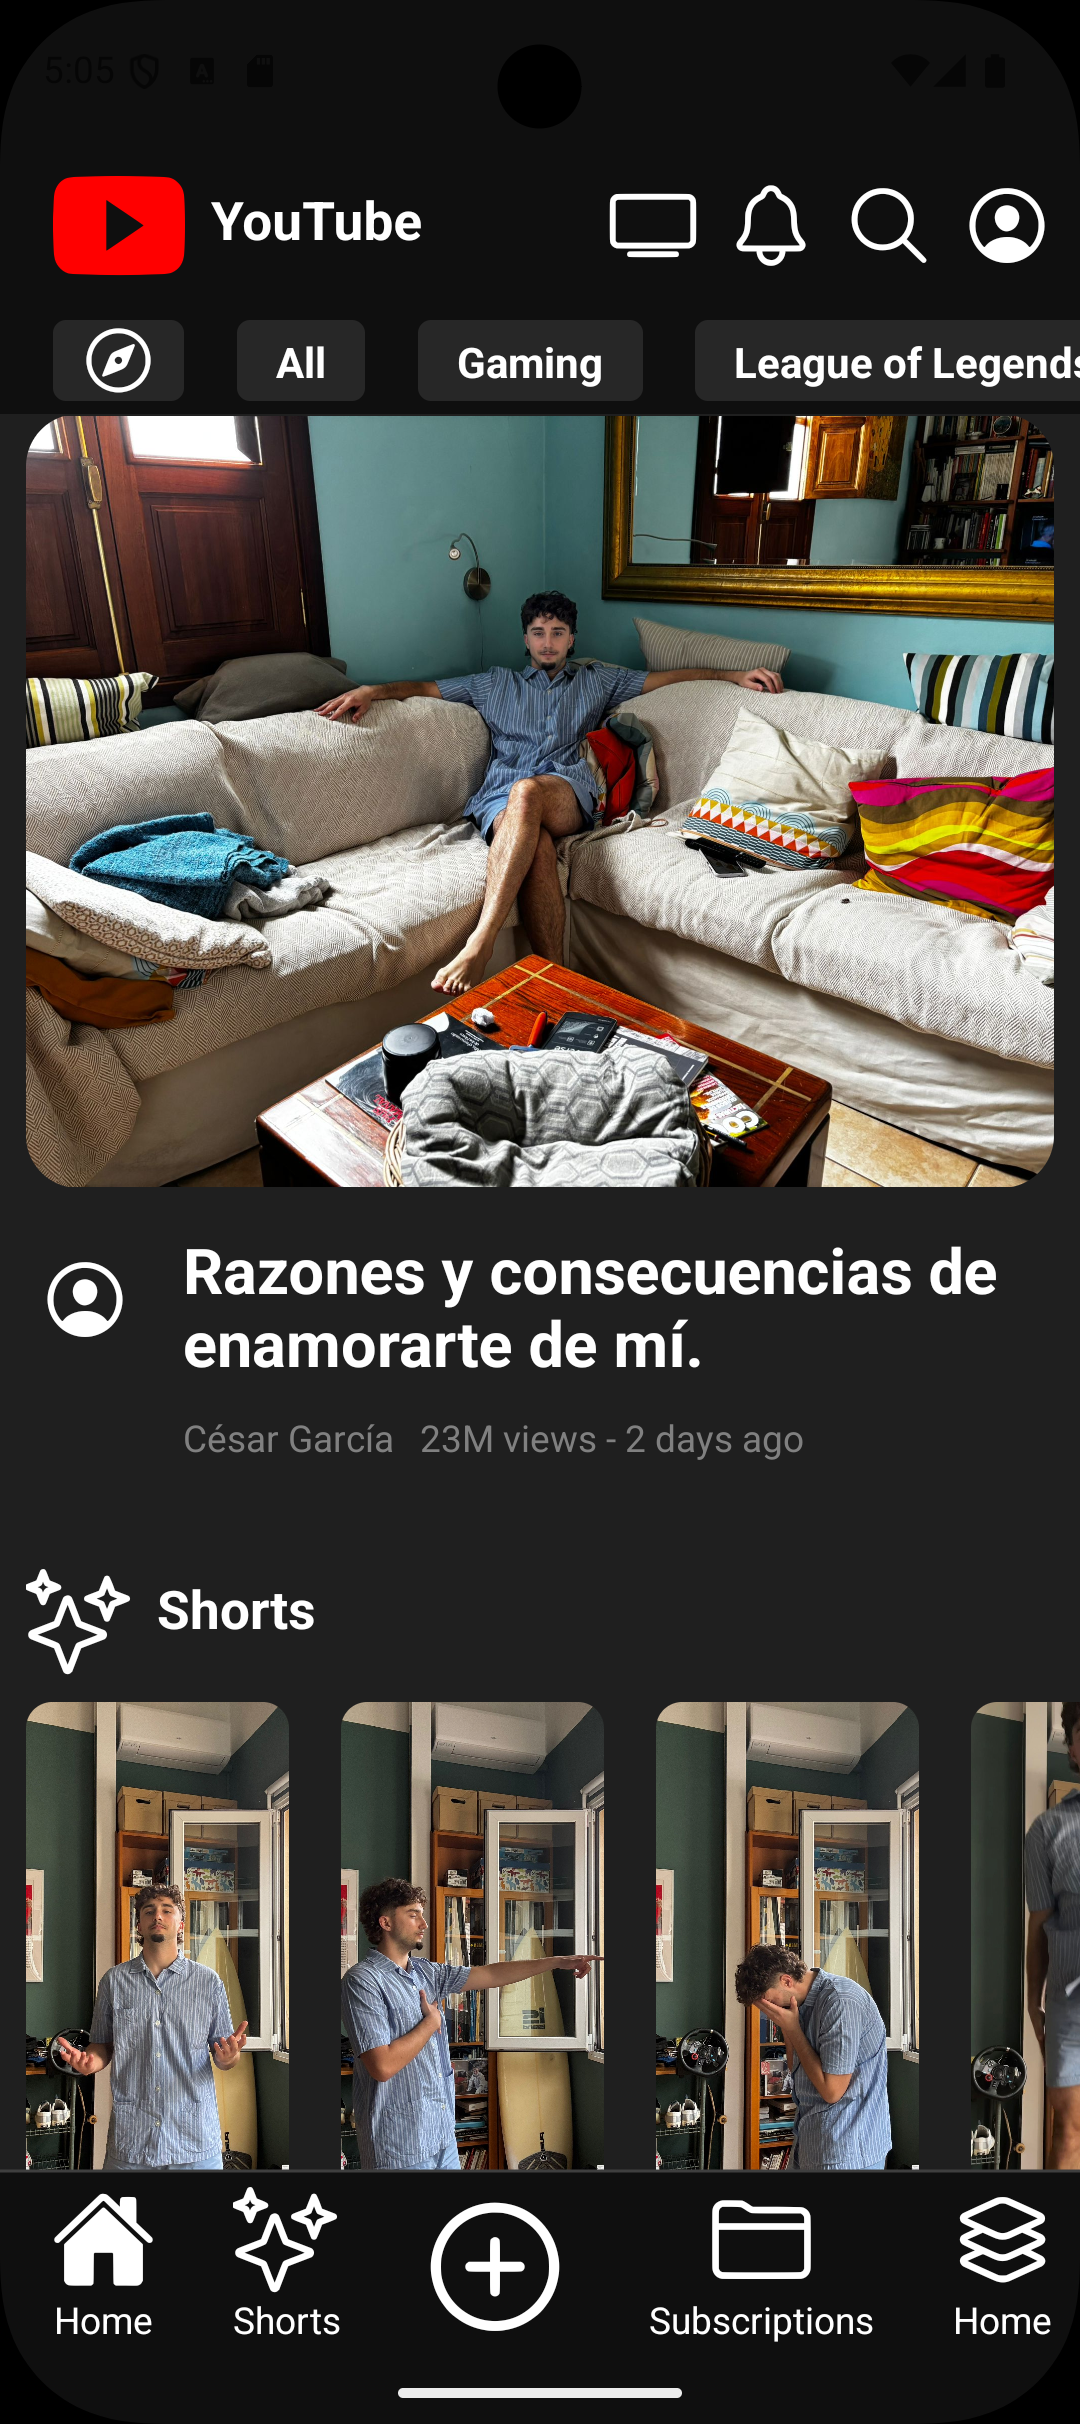 5:05
YouTube
All
Gaming
League of Legends
Razones y consecuencias de
enamorarte de mí.
César García 23M views - 2 days ago
Shorts
Home
Shorts
Subscriptions
Home